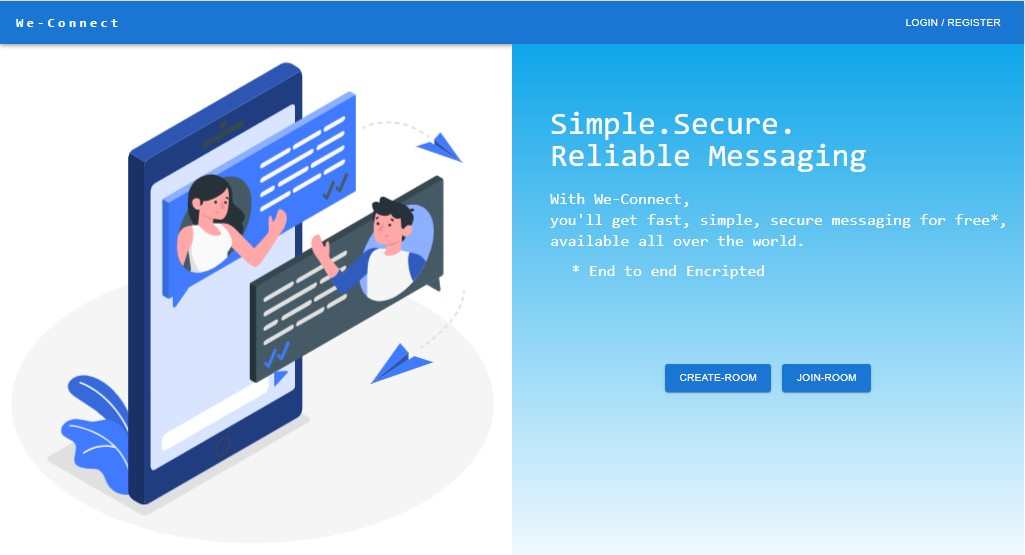 We-Connect
LOGIN / REGISTER
Simple.Secure.
Reliable Messaging
With We-Connect,
you'll get fast, simple, secure messaging for free*,
available all over the world.
* End to end Encripted
CREATE-ROOM
JOIN-ROOM